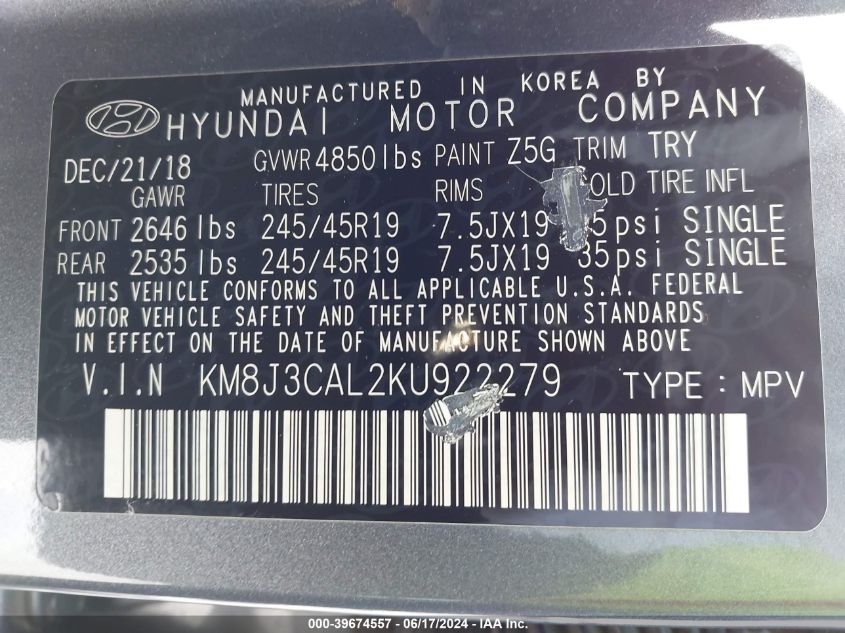 MANUFACTURED IN KOREA BY
HYUNDAI MOTOR COMPANY
DEC/21/18 GVWR 4850 lbs PAINT Z5G TRIM TRY
GAWR TIRES RIMS OLD TIRE INFL
FRONT 2646 lbs 245/45R19 7.5JX19 5psi SINGLE
REAR 2535 lbs 245/45R19 7.5JX19 35psi SINGLE
THIS VEHICLE CONFORMS TO ALL APPLICABLE U.S.A. FEDERAL
MOTOR VEHICLE SAFETY AND THEFT PREVENTION STANDARDS
IN EFFECT ON THE DATE OF MANUFACTURE SHOWN ABOVE
V.I.N KM8J3CAL2KU922279 TYPE : MPV
000-39674557 - 06/17/2024 - IAA Inc.